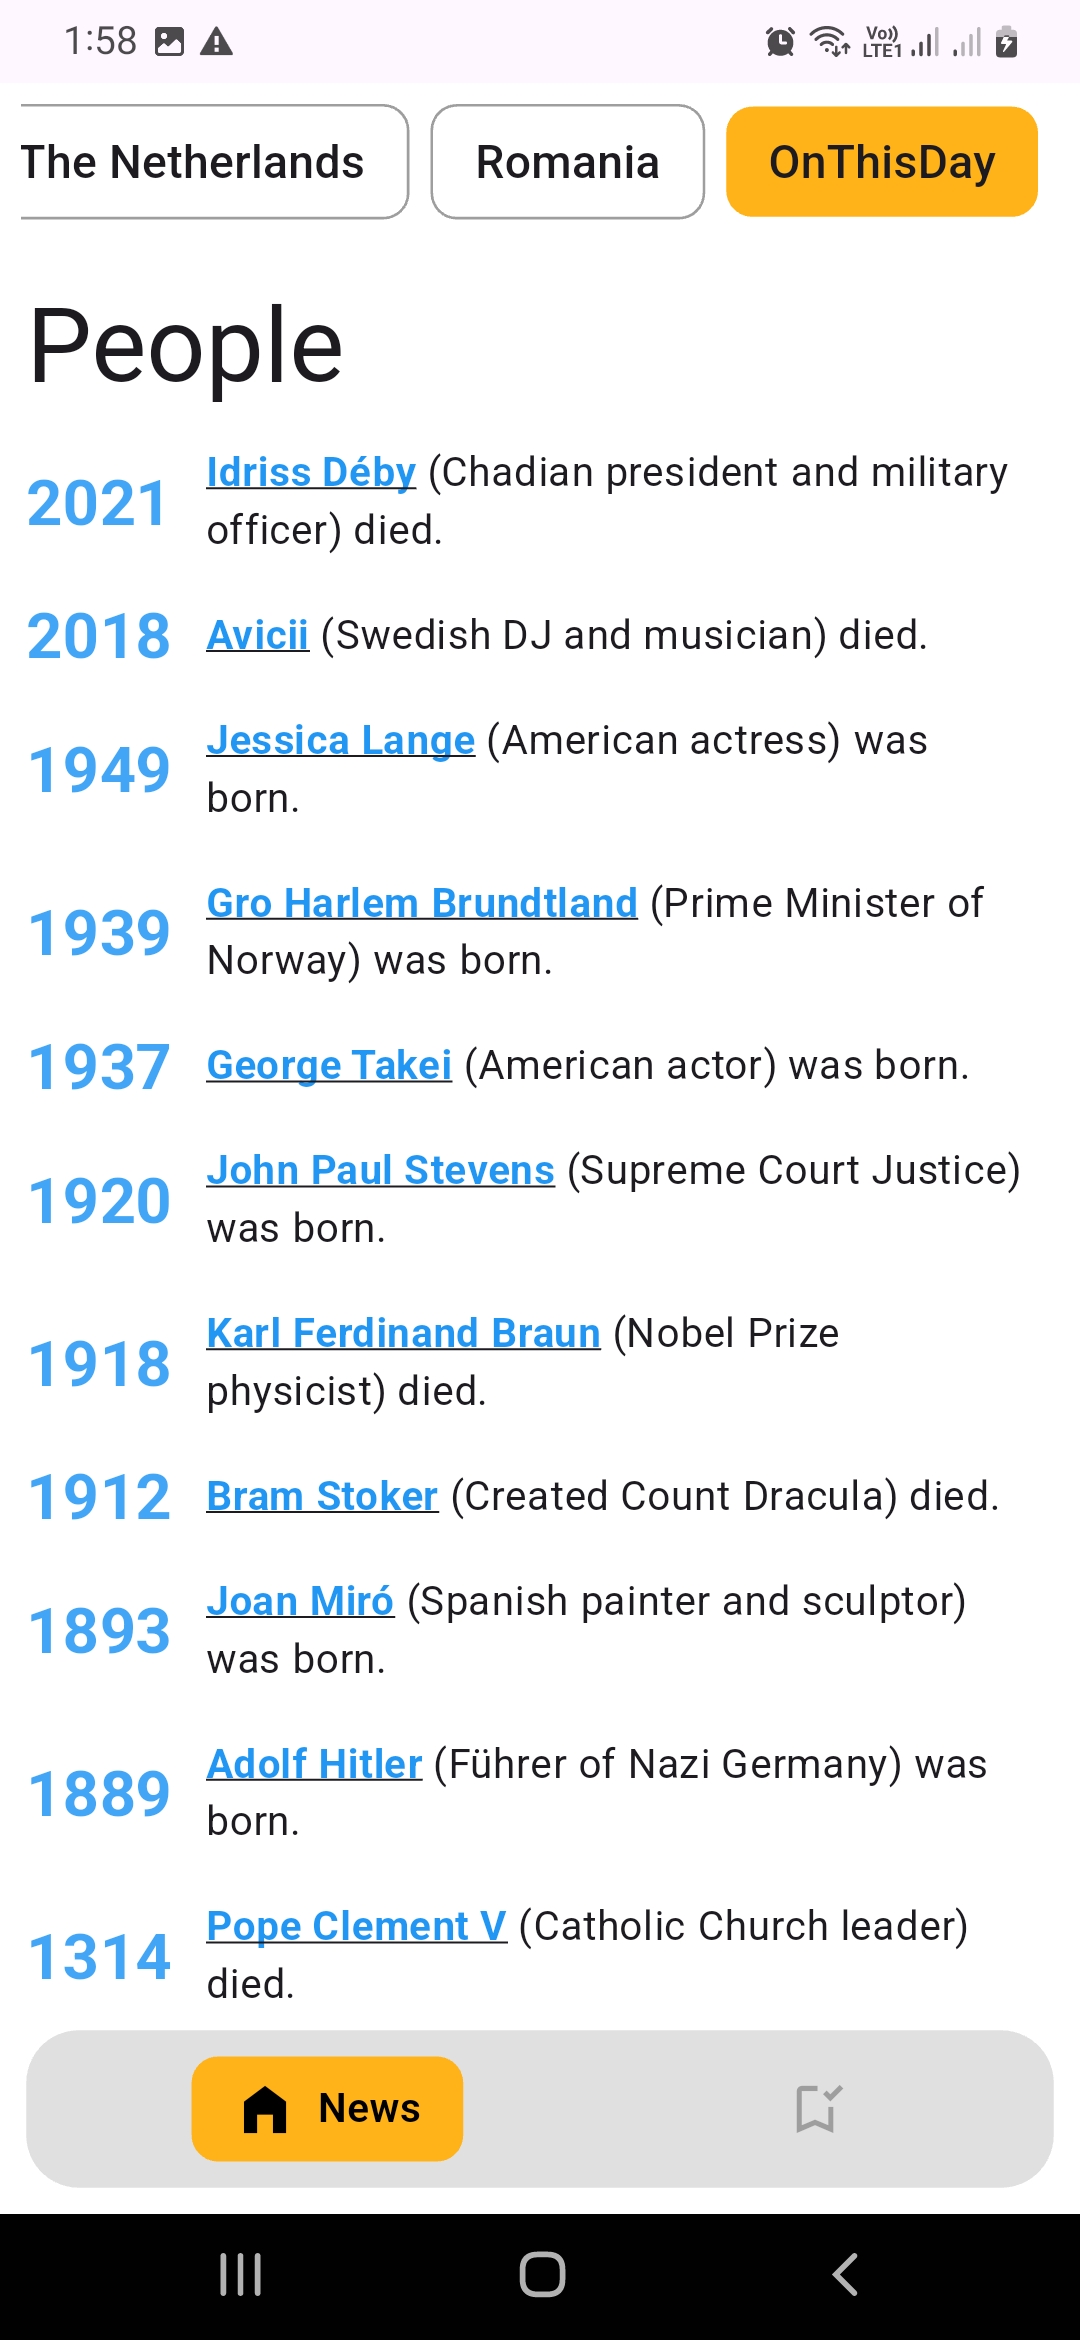 1:58
Vo))
LTE1
The Netherlands
Romania
OnThisDay
People
2021
Idriss Déby (Chadian president and military
officer) died.
2018
Avicii (Swedish DJ and musician) died.
1949
Jessica Lange (American actress) was
born.
1939
Gro Harlem Brundtland (Prime Minister of
Norway) was born.
1937
George Takei (American actor) was born.
1920
John Paul Stevens (Supreme Court Justice)
was born.
1918
Karl Ferdinand Braun (Nobel Prize
physicist) died.
1912
Bram Stoker (Created Count Dracula) died.
1893
Joan Miró (Spanish painter and sculptor)
was born.
1889
Adolf Hitler (Führer of Nazi Germany) was
born.
1314
Pope Clement V (Catholic Church leader)
died.
News